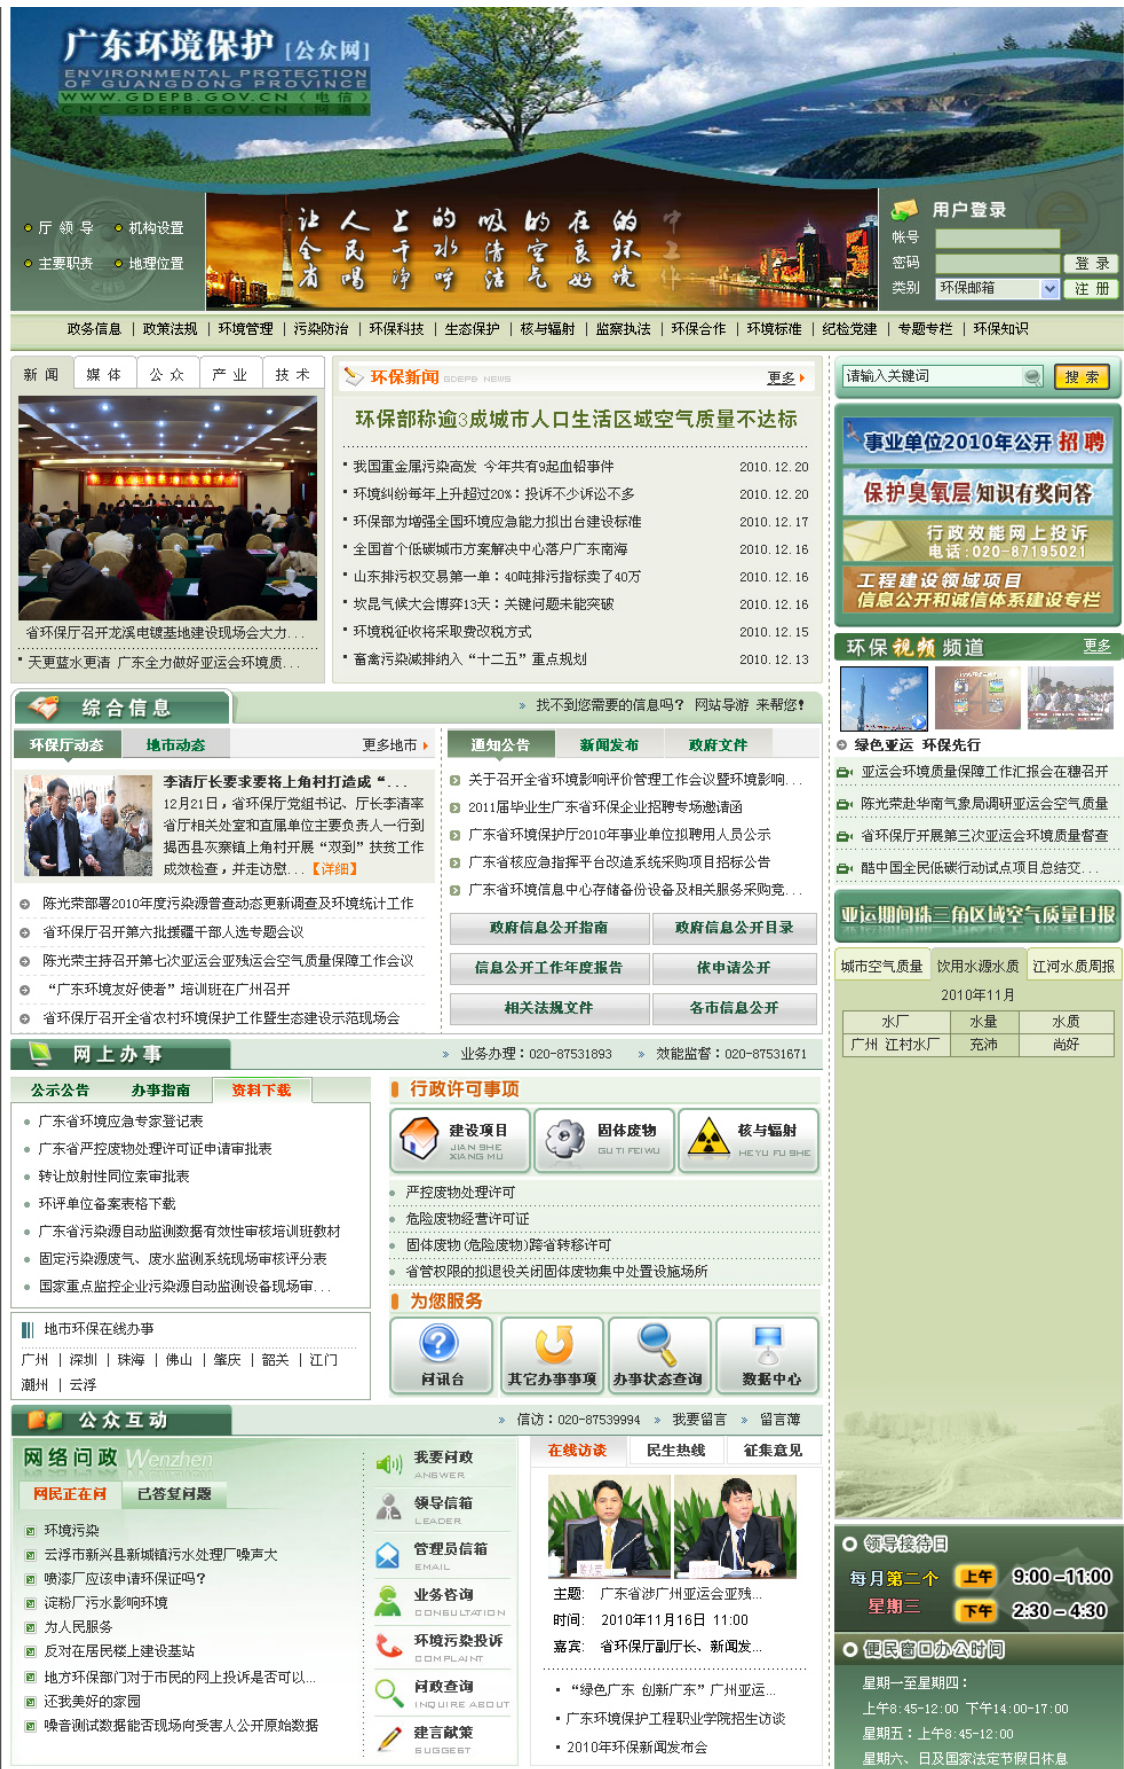 广东环境保护 [公众网]
ENVIRONMENTAL PROTECTION
OF GUANGDONG PROVINCE
WWW.GDEPB.GOV.CN (电信)
CN-GDEPB.GOV.CN (网通)
厅 领 导 机构设置
主要职责 地理位置
让全省人民喝上干净的水 呼吸清洁的空气 在良好的环境中工作
用户登录
帐号
密码 登 录
类别 环保邮箱 注 册
政务信息 | 政策法规 | 环境管理 | 污染防治 | 环保科技 | 生态保护 | 核与辐射 | 监察执法 | 环保合作 | 环境标准 | 纪检党建 | 专题专栏 | 环保知识
新 闻 媒 体 公 众 产 业 技 术
省环保厅召开龙溪电镀基地建设现场会大力...
天更蓝水更清 广东全力做好亚运会环境质...
环保新闻 GDEPB NEWS 更多
环保部称逾3成城市人口生活区域空气质量不达标
我国重金属污染高发 今年共有9起血铅事件 2010.12.20
环境纠纷每年上升超过20%：投诉不少诉讼不多 2010.12.20
环保部为增强全国环境应急能力拟出台建设标准 2010.12.17
全国首个低碳城市方案解决中心落户广东南海 2010.12.16
山东排污权交易第一单：40吨排污指标卖了40万 2010.12.16
坎昆气候大会博弈13天：关键问题未能突破 2010.12.16
环境税征收将采取费改税方式 2010.12.15
畜禽污染减排纳入“十二五”重点规划 2010.12.13
请输入关键词 搜 索
事业单位2010年公开 招聘
保护臭氧层 知识有奖问答
行政效能网上投诉
电话:020-87195021
工程建设领域项目
信息公开和诚信体系建设专栏
环保视频频道 更多
绿色亚运 环保先行
亚运会环境质量保障工作汇报会在穗召开
陈光荣赴华南气象局调研亚运会空气质量
省环保厅开展第三次亚运会环境质量督查
酷中国全民低碳行动试点项目总结交...
亚运期间珠三角区域空气质量日报
城市空气质量 饮用水源水质 江河水质周报
2010年11月
水厂 水量 水质
广州 江村水厂 充沛 尚好
综合信息 » 找不到您需要的信息吗? 网站导游 来帮您!
环保厅动态 地市动态 更多地市
李清厅长要求要将上角村打造成“...
12月21日，省环保厅党组书记、厅长李清率
省厅相关处室和直属单位主要负责人一行到
揭西县灰寨镇上角村开展“双到”扶贫工作
成效检查，并走访慰...【详细】
陈光荣部署2010年度污染源普查动态更新调查及环境统计工作
省环保厅召开第六批援疆干部人选专题会议
陈光荣主持召开第七次亚运会亚残运会空气质量保障工作会议
“广东环境友好使者”培训班在广州召开
省环保厅召开全省农村环境保护工作暨生态建设示范现场会
通知公告 新闻发布 政府文件
关于召开全省环境影响评价管理工作会议暨环境影响...
2011届毕业生广东省环保企业招聘专场邀请函
广东省环境保护厅2010年事业单位拟聘用人员公示
广东省核应急指挥平台改造系统采购项目招标公告
广东省环境信息中心存储备份设备及相关服务采购竞...
政府信息公开指南 政府信息公开目录
信息公开工作年度报告 依申请公开
相关法规文件 各市信息公开
网上办事 » 业务办理：020-87531893 » 效能监督：020-87531671
公示公告 办事指南 资料下载
广东省环境应急专家登记表
广东省严控废物处理许可证申请审批表
转让放射性同位素审批表
环评单位备案表格下载
广东省污染源自动监测数据有效性审核培训班教材
固定污染源废气、废水监测系统现场审核评分表
国家重点监控企业污染源自动监测设备现场审...
地市环保在线办事
广州 | 深圳 | 珠海 | 佛山 | 肇庆 | 韶关 | 江门
潮州 | 云浮
行政许可事项
建设项目 JIAN SHE XIANG MU
固体废物 GU TI FEI WU
核与辐射 HE YU FU SHE
严控废物处理许可
危险废物经营许可证
固体废物(危险废物)跨省转移许可
省管权限的拟退役关闭固体废物集中处置设施场所
为您服务
问讯台 其它办事事项 办事状态查询 数据中心
公众互动 » 信访：020-87539994 » 我要留言 » 留言薄
网络问政 Wenzhen
网民正在问 已答复问题
环境污染
云浮市新兴县新城镇污水处理厂噪声大
喷漆厂应该申请环保证吗?
淀粉厂污水影响环境
为人民服务
反对在居民楼上建设基站
地方环保部门对于市民的网上投诉是否可以...
还我美好的家园
噪音测试数据能否现场向受害人公开原始数据
我要问政 ANSWER
领导信箱 LEADER
管理员信箱 EMAIL
业务咨询 CONSULTATION
环境污染投诉 COMPLAINT
问政查询 INQUIRE ABOUT
建言献策 SUGGEST
在线访谈 民生热线 征集意见
主题: 广东省涉广州亚运会亚残...
时间: 2010年11月16日 11:00
嘉宾: 省环保厅副厅长、新闻发...
“绿色广东 创新广东”广州亚运...
广东环境保护工程职业学院招生访谈
2010年环保新闻发布会
领导接待日
每月第二个星期三 上午 9:00–11:00
下午 2:30–4:30
便民窗口办公时间
星期一至星期四：
上午8:45-12:00 下午14:00-17:00
星期五：上午8:45-12:00
星期六、日及国家法定节假日休息